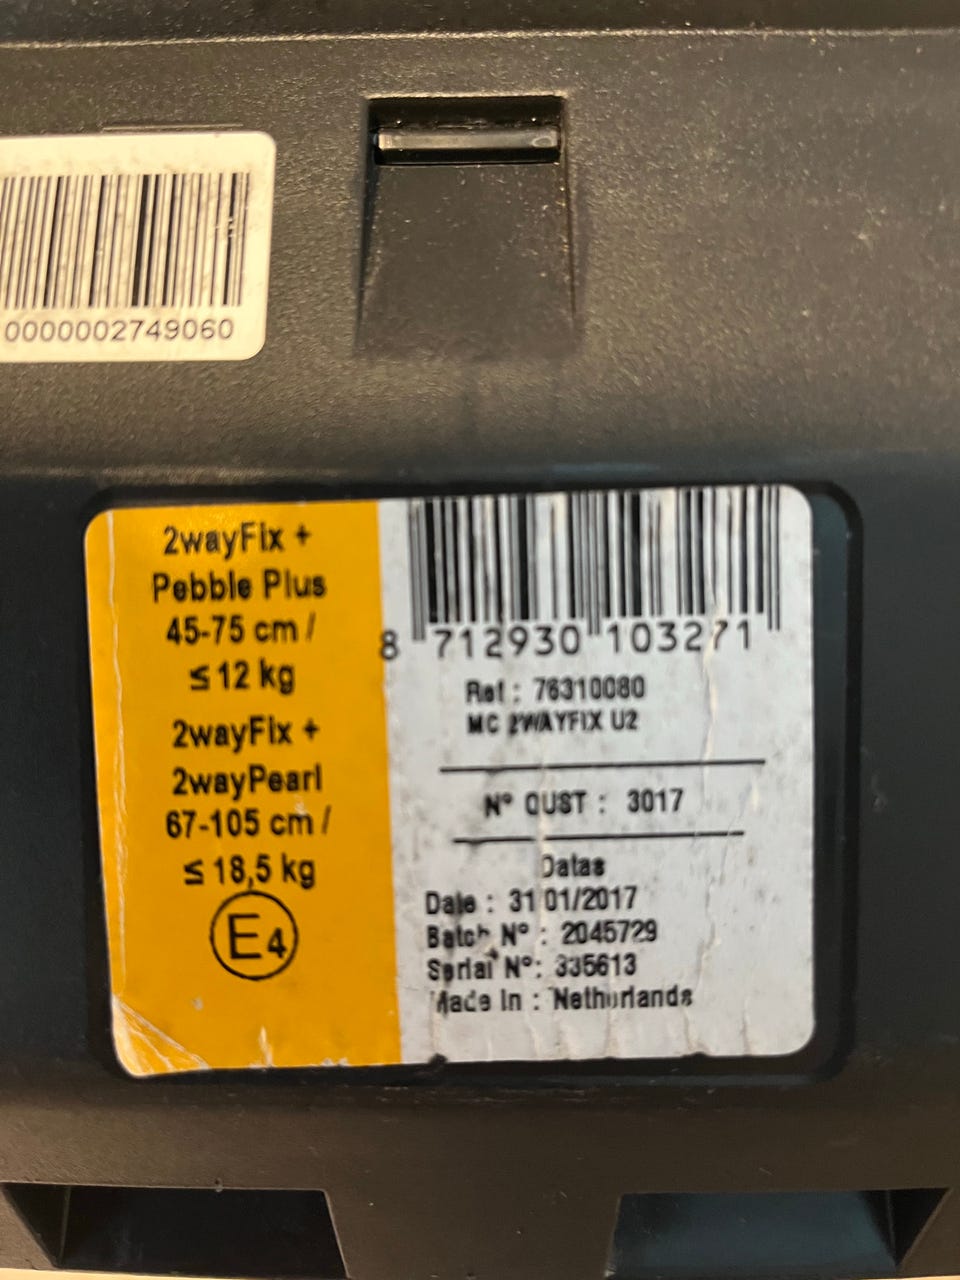 0000002749060
2wayFix +
Pebble Plus
45-75 cm /
≤ 12 kg
2wayFix +
2wayPearl
67-105 cm /
≤ 18,5 kg
E4
8 712930 103271
Ref : 76310080
MC 2WAYFIX U2
N° CUST : 3017
Datas
Date : 31/01/2017
Batch N° : 2045729
Serial N°: 335613
Made In : Netherlands